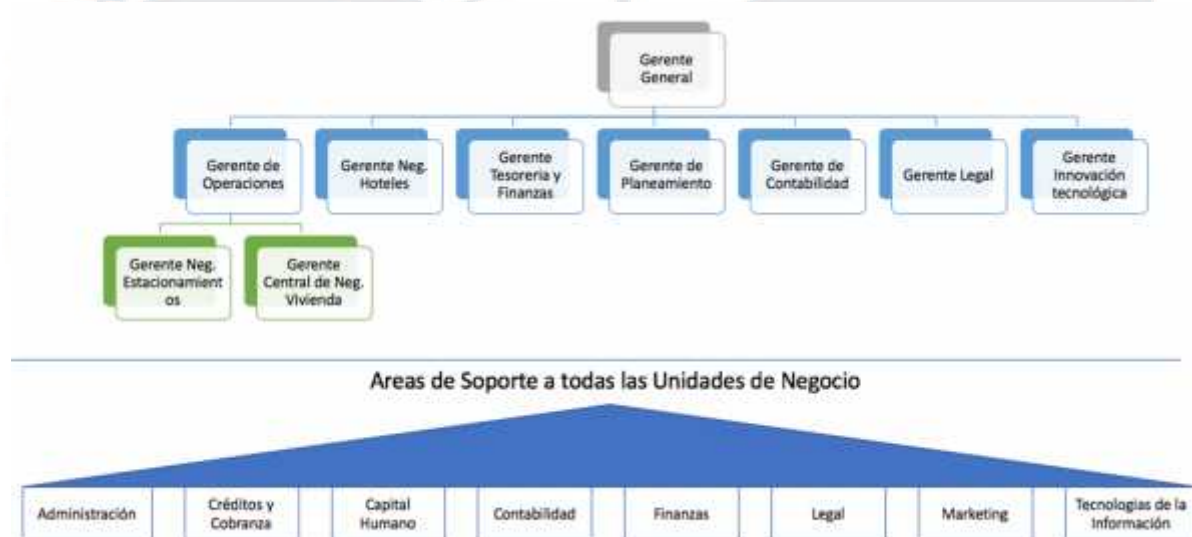 Gerente
General
Gerente de
Operaciones
Gerente Neg.
Hoteles
Gerente
Tesoreria y
Finanzas
Gerente de
Planeamiento
Gerente de
Contabilidad
Gerente Legal
Gerente
Innovación
tecnológica
Gerente Neg.
Estacionamient
os
Gerente
Central de Neg.
Vivienda
Areas de Soporte a todas las Unidades de Negocio
Administración
Créditos y
Cobranza
Capital
Humano
Contabilidad
Finanzas
Legal
Marketing
Tecnologias de la
Información